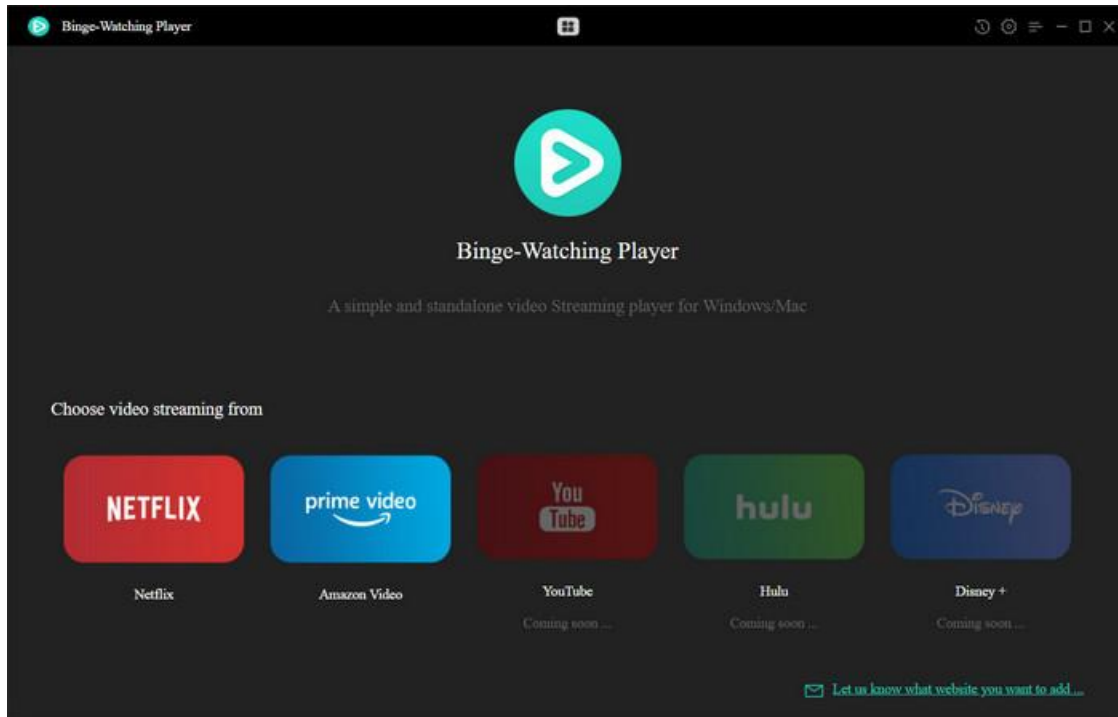 Binge-Watching Player
Binge-Watching Player
A simple and standalone video Streaming player for Windows/Mac
Choose video streaming from
NETFLIX
prime video
You
Tube
hulu
Disney
Netflix
Amazon Video
YouTube
Hulu
Disney +
Coming soon ...
Coming soon ...
Coming soon ...
Let us know what website you want to add ...